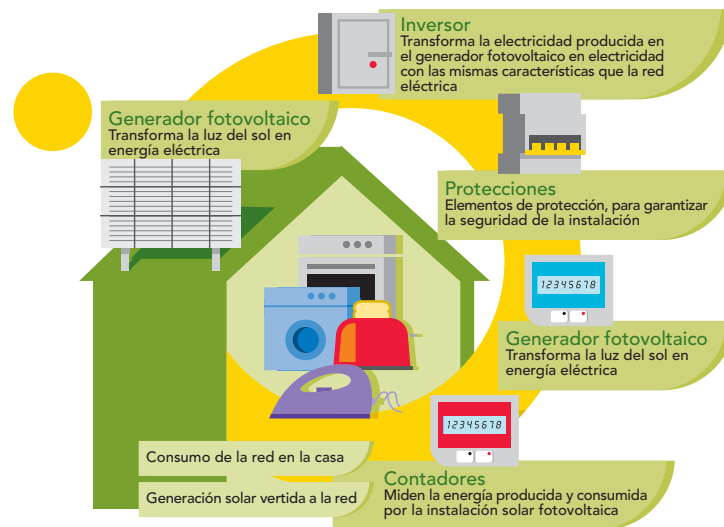 Inversor
Transforma la electricidad producida en
el generador fotovoltaico en electricidad
con las mismas características que la red
eléctrica
Generador fotovoltaico
Transforma la luz del sol en
energía eléctrica
Protecciones
Elementos de protección, para garantizar
la seguridad de la instalación
12345678
Generador fotovoltaico
Transforma la luz del sol en
energía eléctrica
12345678
Consumo de la red en la casa
Generación solar vertida a la red
Contadores
Miden la energía producida y consumida
por la instalación solar fotovoltaica